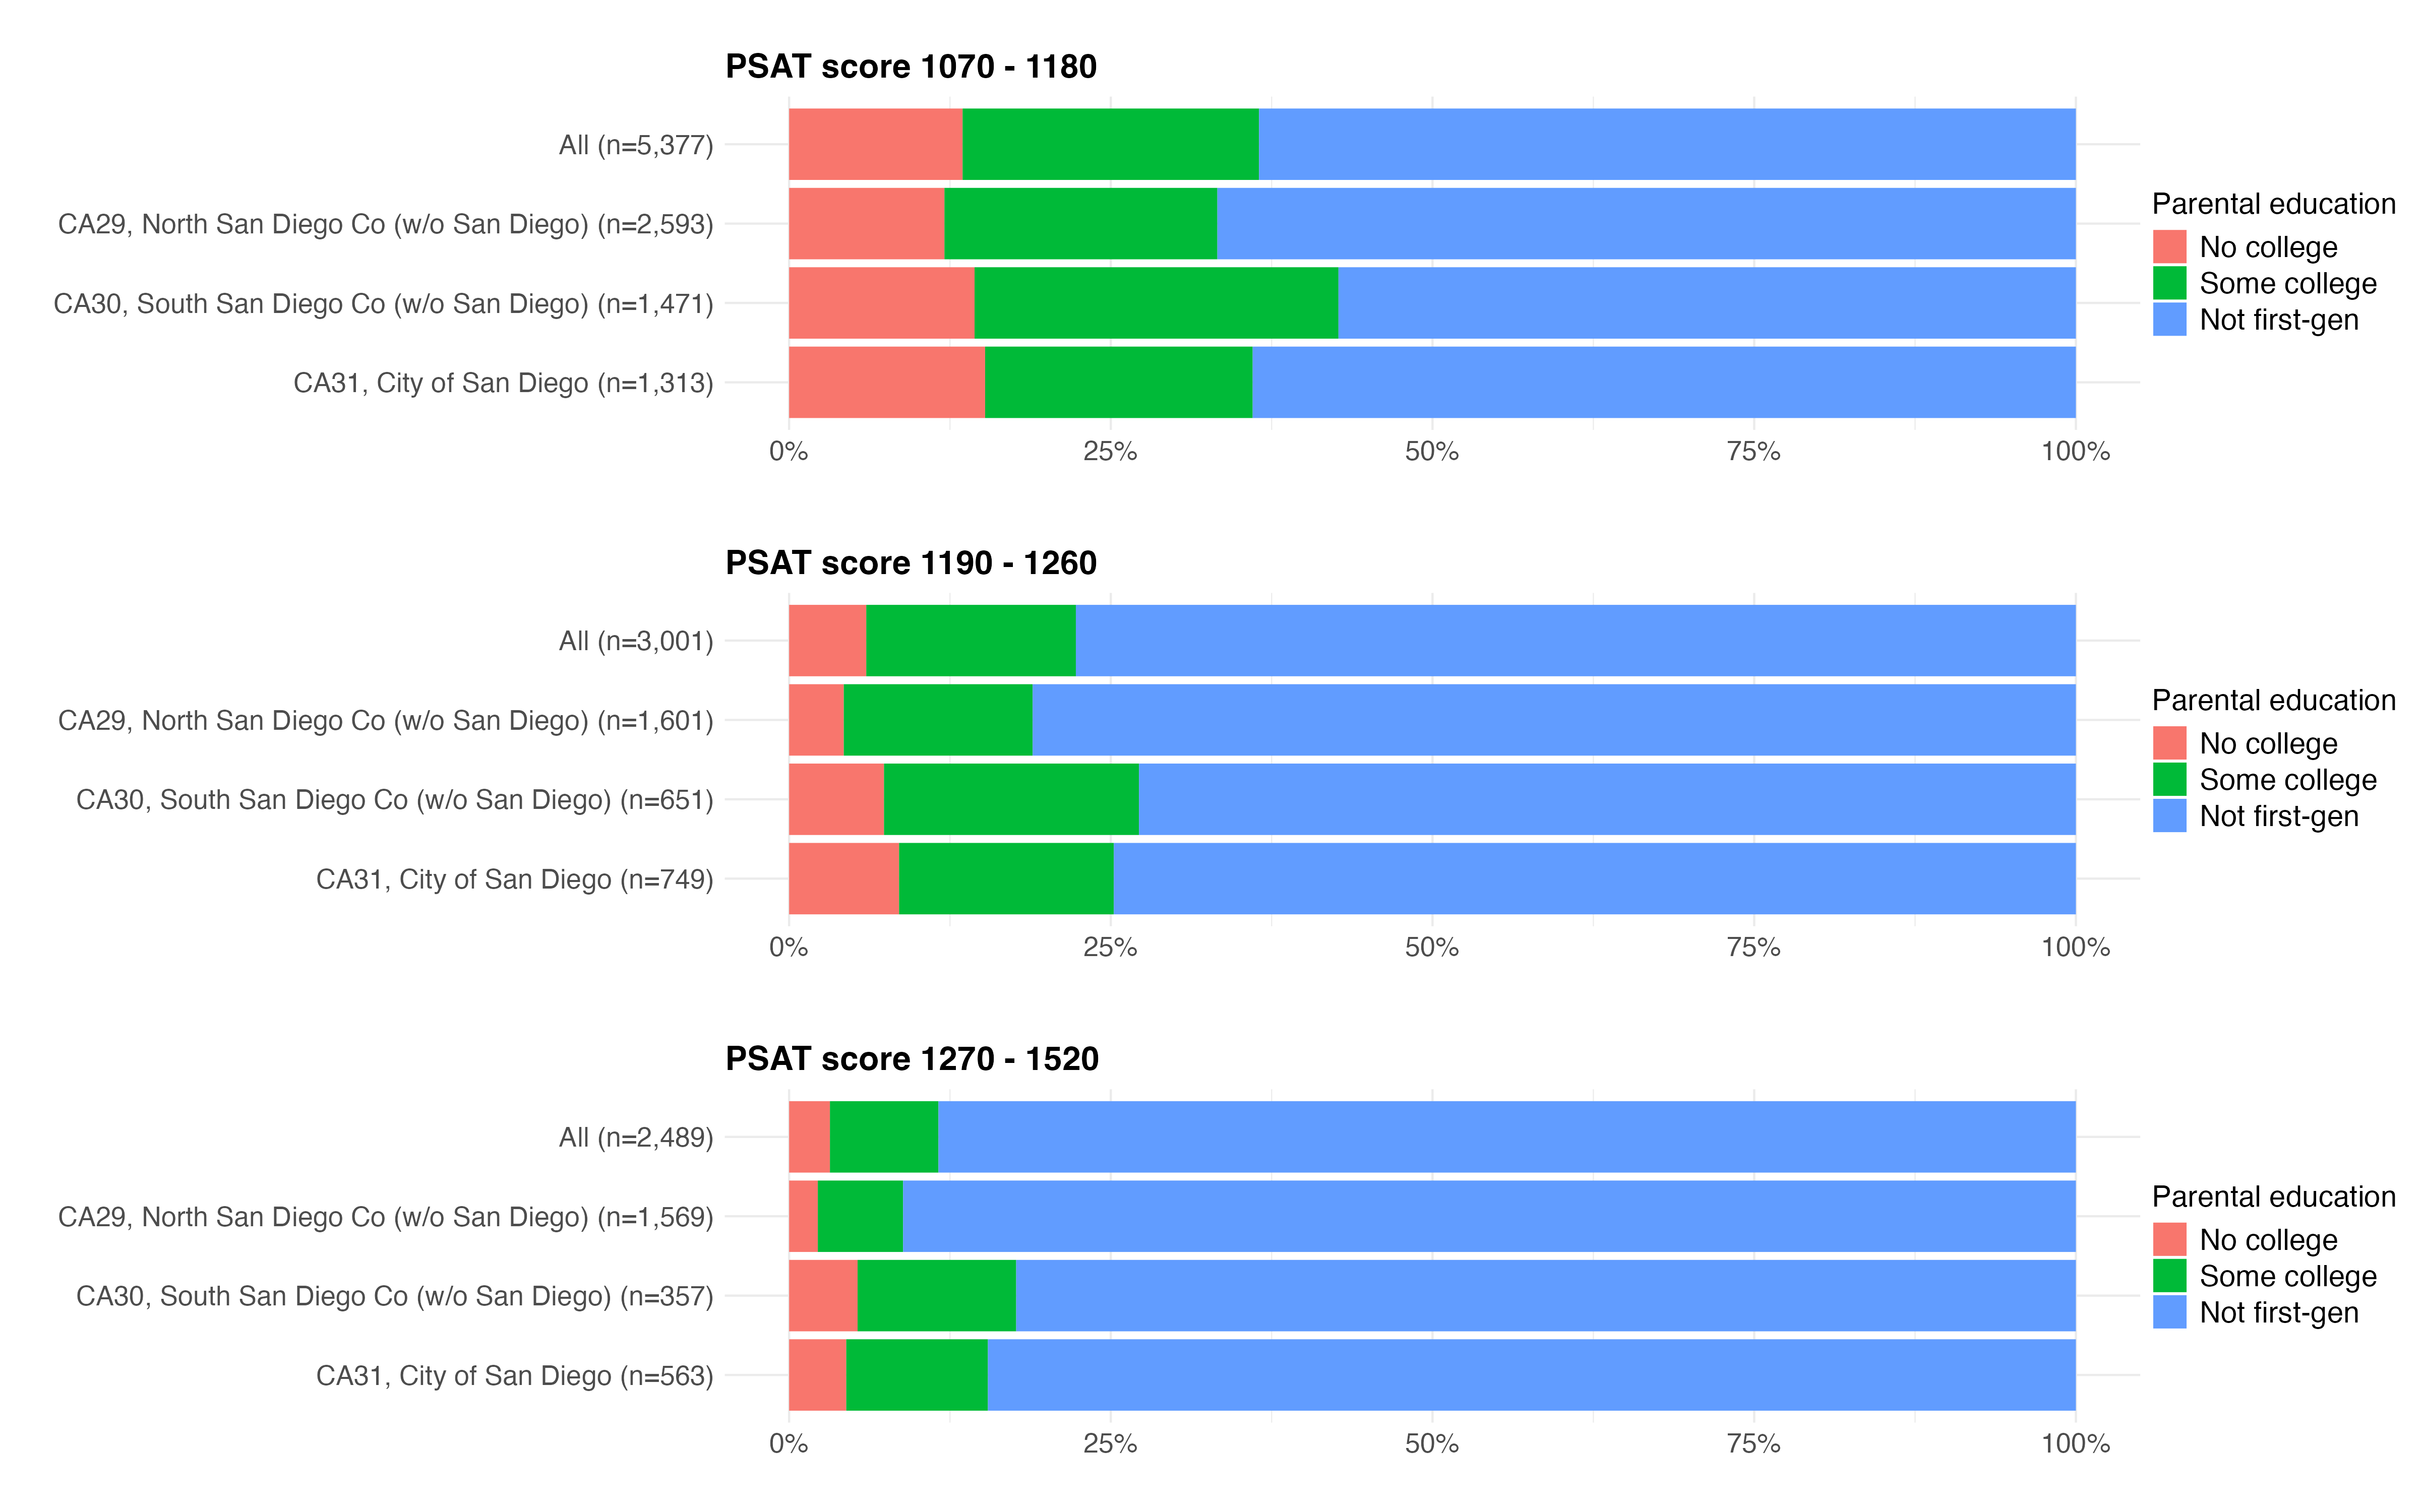 PSAT score 1070 - 1180
All (n=5,377)
CA29, North San Diego Co (w/o San Diego) (n=2,593)
CA30, South San Diego Co (w/o San Diego) (n=1,471)
CA31, City of San Diego (n=1,313)
0% 25% 50% 75% 100%
Parental education
No college
Some college
Not first-gen
PSAT score 1190 - 1260
All (n=3,001)
CA29, North San Diego Co (w/o San Diego) (n=1,601)
CA30, South San Diego Co (w/o San Diego) (n=651)
CA31, City of San Diego (n=749)
0% 25% 50% 75% 100%
Parental education
No college
Some college
Not first-gen
PSAT score 1270 - 1520
All (n=2,489)
CA29, North San Diego Co (w/o San Diego) (n=1,569)
CA30, South San Diego Co (w/o San Diego) (n=357)
CA31, City of San Diego (n=563)
0% 25% 50% 75% 100%
Parental education
No college
Some college
Not first-gen